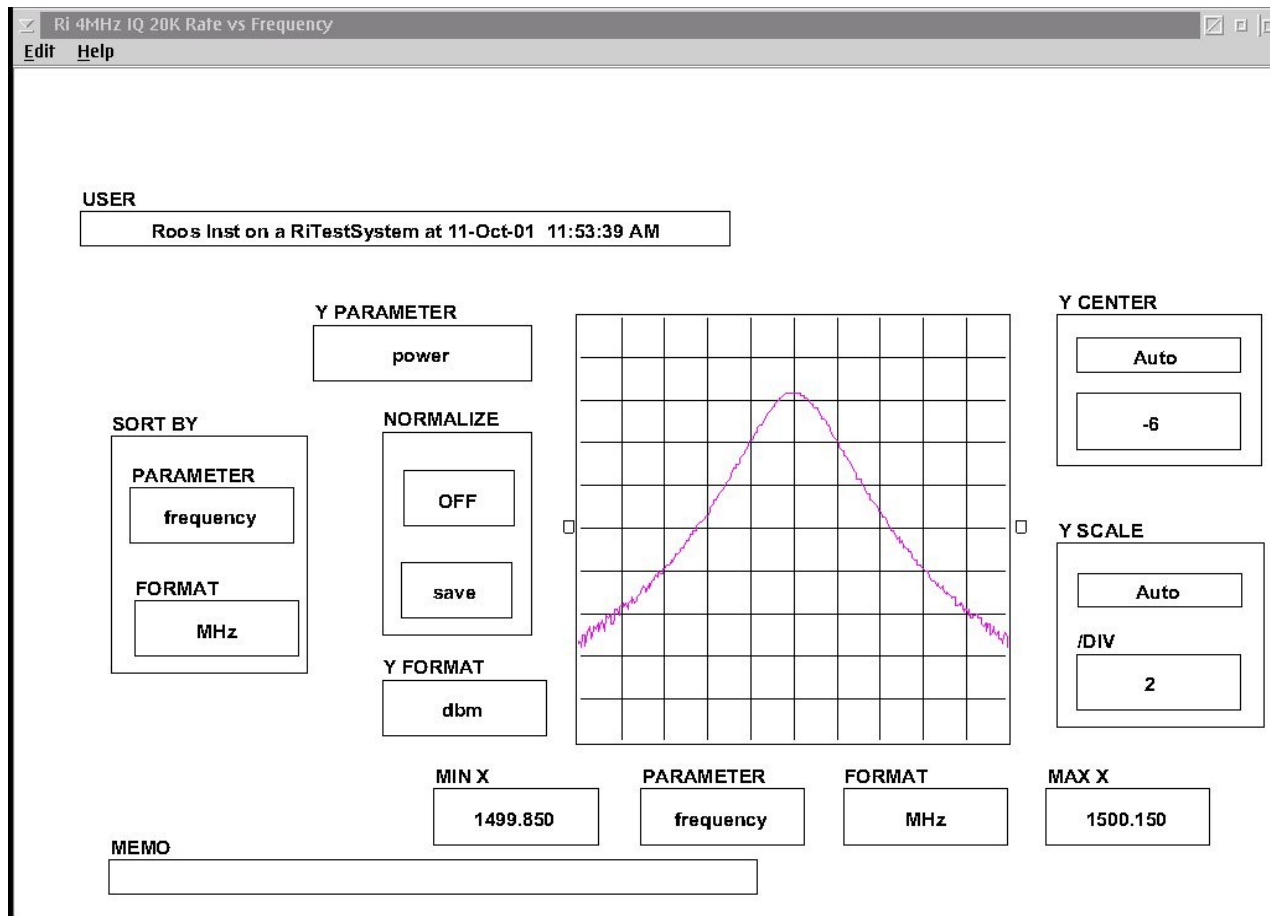 Ri 4MHz IQ 20K Rate vs Frequency
Edit Help
USER
Roos Inst on a RiTestSystem at 11-Oct-01 11:53:39 AM
Y PARAMETER
power
Y CENTER
Auto
-6
SORT BY
PARAMETER
frequency
FORMAT
MHz
NORMALIZE
OFF
save
Y FORMAT
dbm
Y SCALE
Auto
/DIV
2
MIN X
1499.850
PARAMETER
frequency
FORMAT
MHz
MAX X
1500.150
MEMO